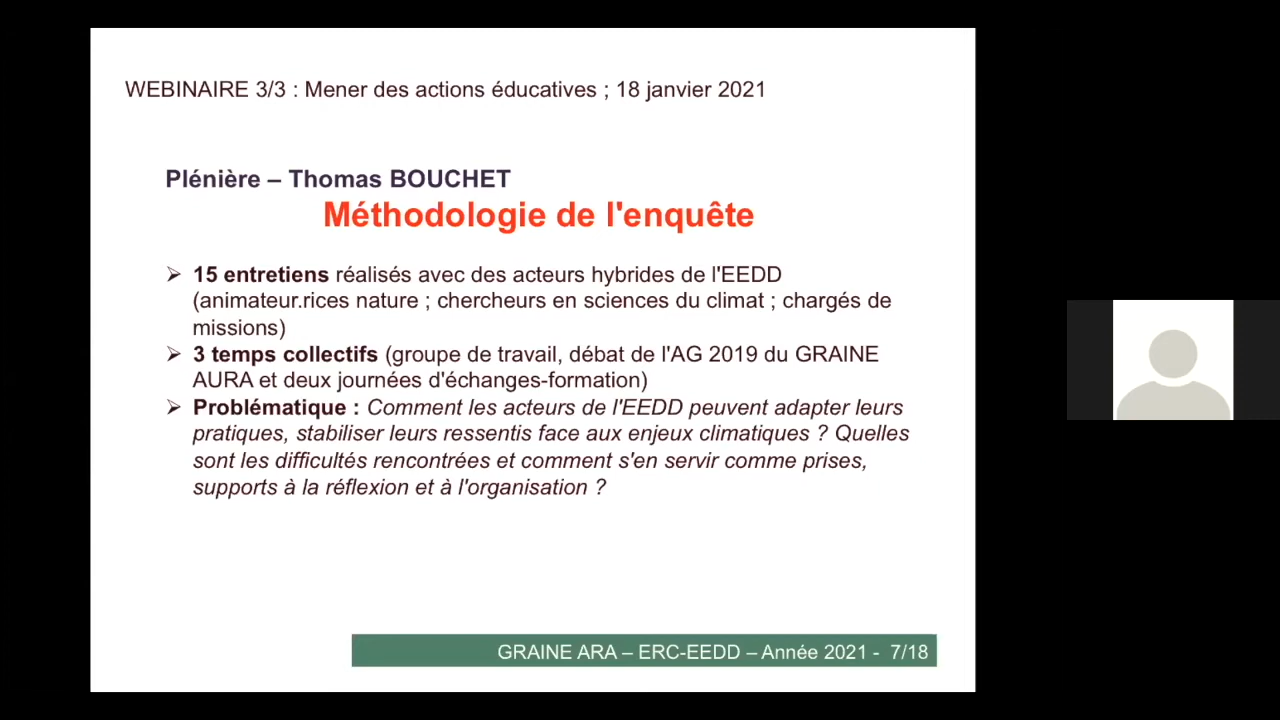 WEBINAIRE 3/3 : Mener des actions éducatives ; 18 janvier 2021
Plénière – Thomas BOUCHET
Méthodologie de l'enquête
➢ 15 entretiens réalisés avec des acteurs hybrides de l'EEDD
(animateur.rices nature ; chercheurs en sciences du climat ; chargés de
missions)
➢ 3 temps collectifs (groupe de travail, débat de l'AG 2019 du GRAINE
AURA et deux journées d'échanges-formation)
➢ Problématique : Comment les acteurs de l'EEDD peuvent adapter leurs
pratiques, stabiliser leurs ressentis face aux enjeux climatiques ? Quelles
sont les difficultés rencontrées et comment s'en servir comme prises,
supports à la réflexion et à l'organisation ?
GRAINE ARA – ERC-EEDD – Année 2021 - 7/18